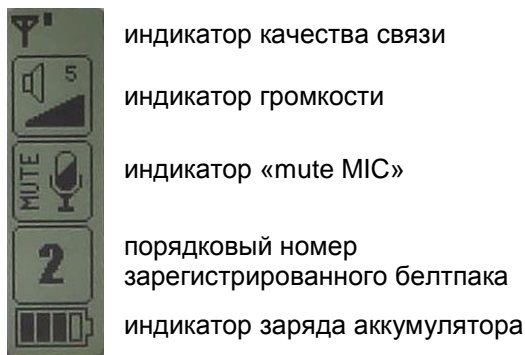 индикатор качества связи
5
индикатор громкости
MUTE
индикатор «mute MIC»
2
порядковый номер
зарегистрированного белтпака
индикатор заряда аккумулятора